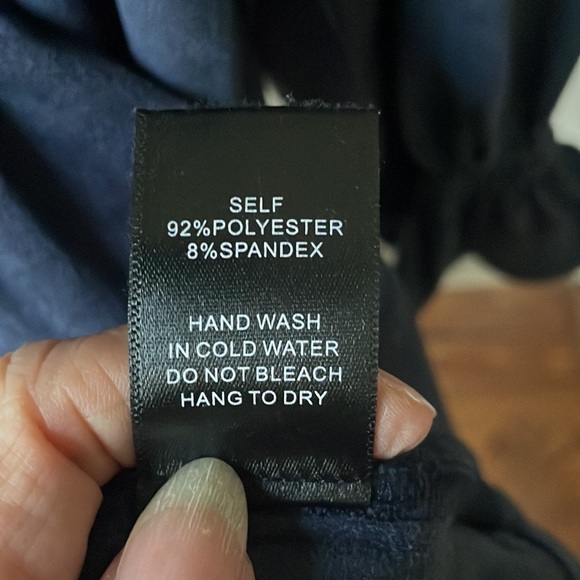 SELF
92%POLYESTER
8%SPANDEX
HAND WASH
IN COLD WATER
DO NOT BLEACH
HANG TO DRY